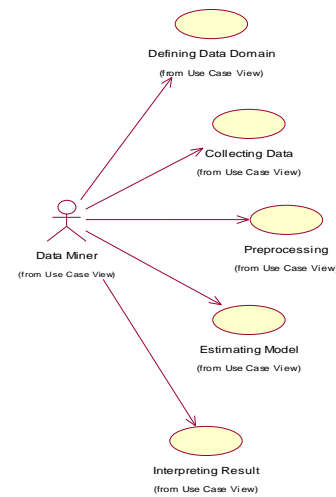 Defining Data Domain
(from Use Case View)
Collecting Data
(from Use Case View)
Preprocessing
(from Use Case View)
Data Miner
(from Use Case View)
Estimating Model
(from Use Case View)
Interpreting Result
(from Use Case View)